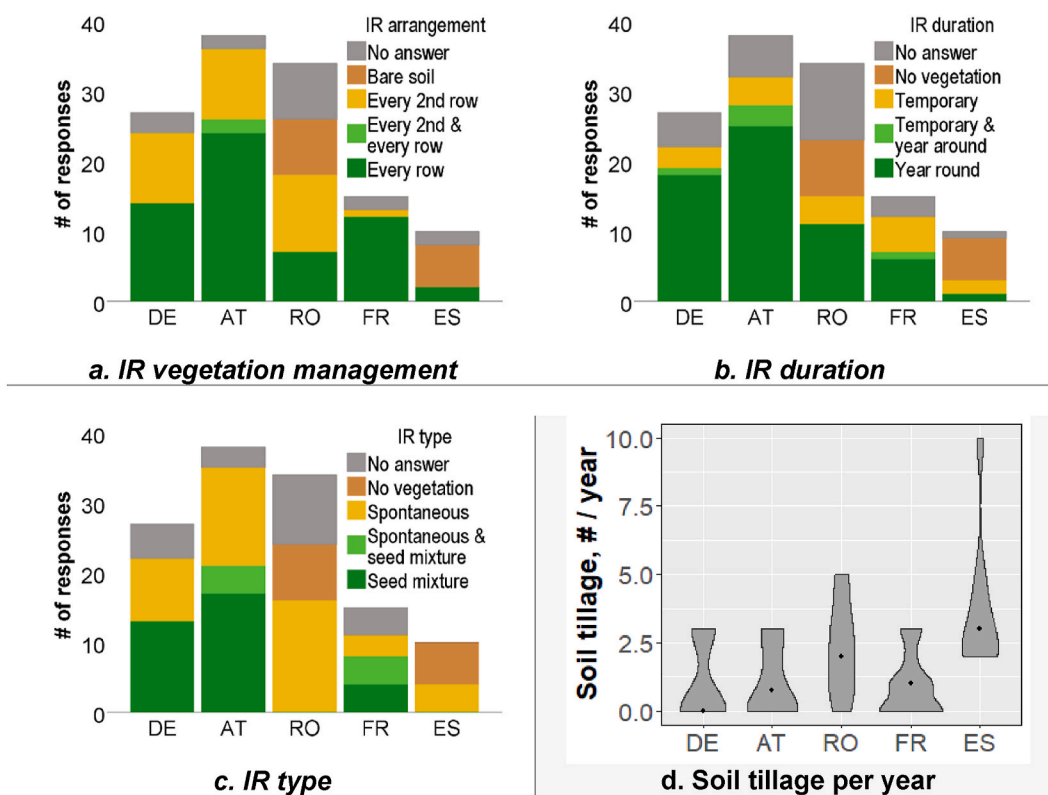 40
30
20
10
0
# of responses
IR arrangement
No answer
Bare soil
Every 2nd row
Every 2nd &
every row
Every row
DE AT RO FR ES
a. IR vegetation management
40
30
20
10
0
# of responses
IR duration
No answer
No vegetation
Temporary
Temporary &
year around
Year round
DE AT RO FR ES
b. IR duration
40
30
20
10
0
# of responses
IR type
No answer
No vegetation
Spontaneous
Spontaneous &
seed mixture
Seed mixture
DE AT RO FR ES
c. IR type
10.0
7.5
5.0
2.5
0.0
Soil tillage, # / year
DE AT RO FR ES
d. Soil tillage per year